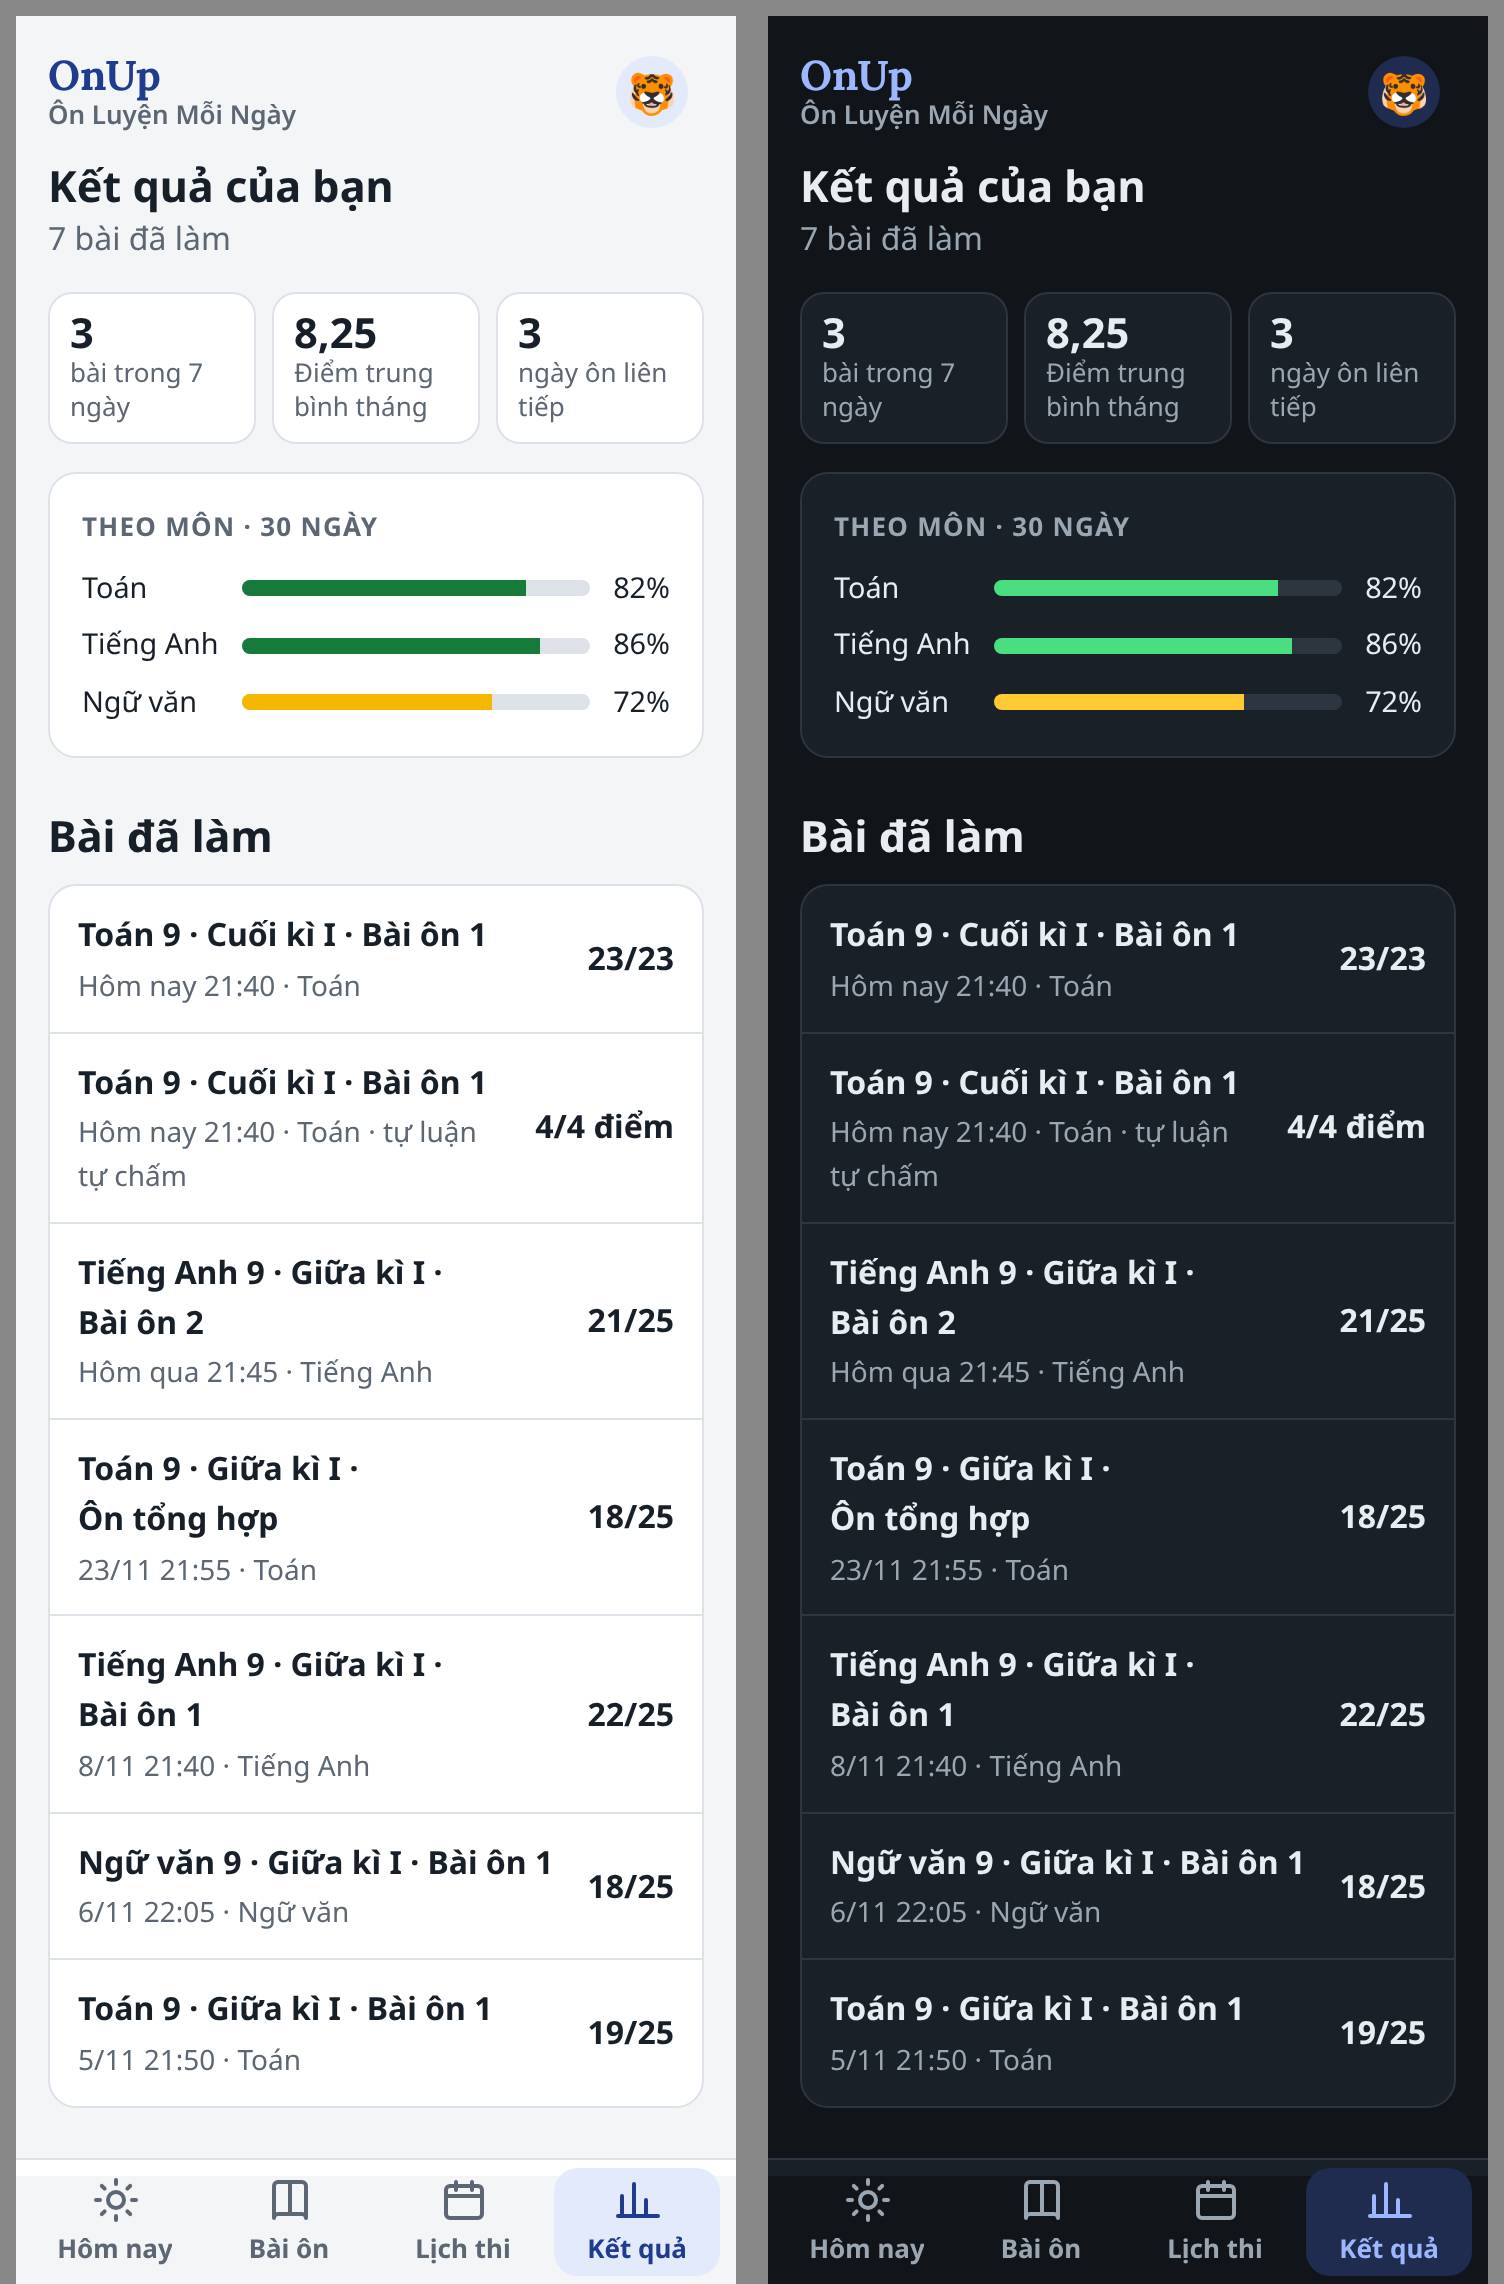 OnUp
Ôn Luyện Mỗi Ngày
Kết quả của bạn
7 bài đã làm
3
bài trong 7
ngày
8,25
Điểm trung
bình tháng
3
ngày ôn liên
tiếp
THEO MÔN · 30 NGÀY
Toán 82%
Tiếng Anh 86%
Ngữ văn 72%
Bài đã làm
Toán 9 · Cuối kì I · Bài ôn 1
Hôm nay 21:40 · Toán
23/23
Toán 9 · Cuối kì I · Bài ôn 1
Hôm nay 21:40 · Toán · tự luận
tự chấm
4/4 điểm
Tiếng Anh 9 · Giữa kì I ·
Bài ôn 2
Hôm qua 21:45 · Tiếng Anh
21/25
Toán 9 · Giữa kì I ·
Ôn tổng hợp
23/11 21:55 · Toán
18/25
Tiếng Anh 9 · Giữa kì I ·
Bài ôn 1
8/11 21:40 · Tiếng Anh
22/25
Ngữ văn 9 · Giữa kì I · Bài ôn 1
6/11 22:05 · Ngữ văn
18/25
Toán 9 · Giữa kì I · Bài ôn 1
5/11 21:50 · Toán
19/25
Hôm nay
Bài ôn
Lịch thi
Kết quả
OnUp
Ôn Luyện Mỗi Ngày
Kết quả của bạn
7 bài đã làm
3
bài trong 7
ngày
8,25
Điểm trung
bình tháng
3
ngày ôn liên
tiếp
THEO MÔN · 30 NGÀY
Toán 82%
Tiếng Anh 86%
Ngữ văn 72%
Bài đã làm
Toán 9 · Cuối kì I · Bài ôn 1
Hôm nay 21:40 · Toán
23/23
Toán 9 · Cuối kì I · Bài ôn 1
Hôm nay 21:40 · Toán · tự luận
tự chấm
4/4 điểm
Tiếng Anh 9 · Giữa kì I ·
Bài ôn 2
Hôm qua 21:45 · Tiếng Anh
21/25
Toán 9 · Giữa kì I ·
Ôn tổng hợp
23/11 21:55 · Toán
18/25
Tiếng Anh 9 · Giữa kì I ·
Bài ôn 1
8/11 21:40 · Tiếng Anh
22/25
Ngữ văn 9 · Giữa kì I · Bài ôn 1
6/11 22:05 · Ngữ văn
18/25
Toán 9 · Giữa kì I · Bài ôn 1
5/11 21:50 · Toán
19/25
Hôm nay
Bài ôn
Lịch thi
Kết quả